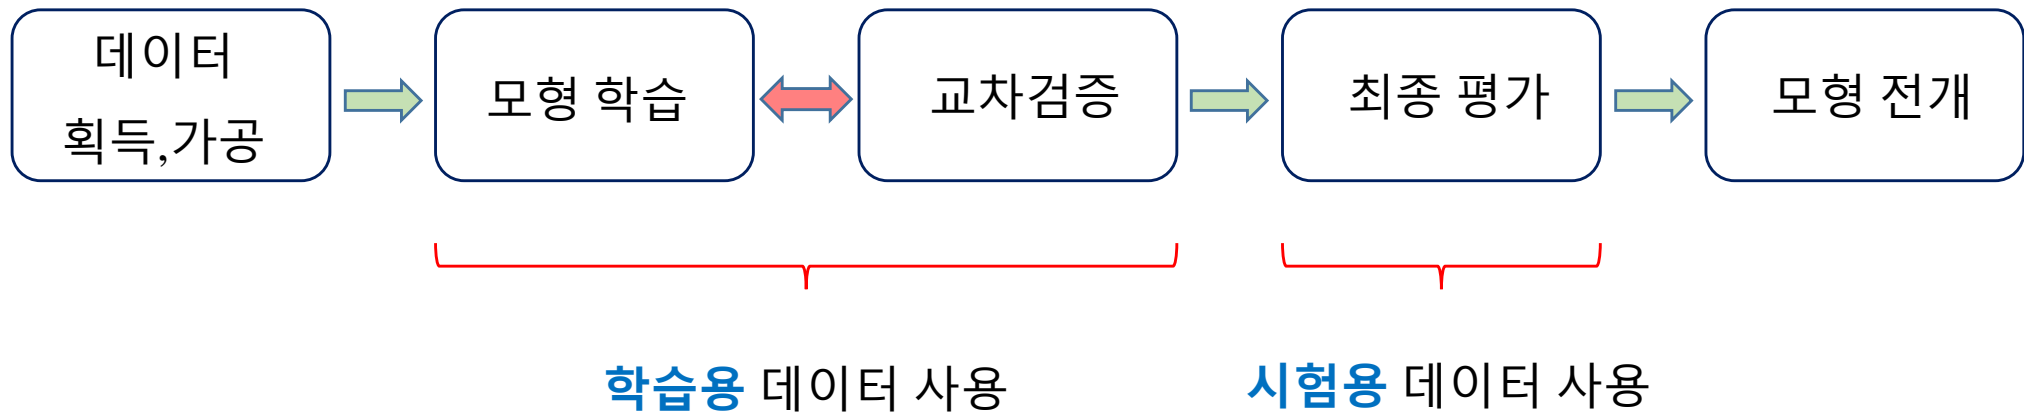 데이터
획득,가공
모형 학습
교차검증
최종 평가
모형 전개
학습용 데이터 사용
시험용 데이터 사용